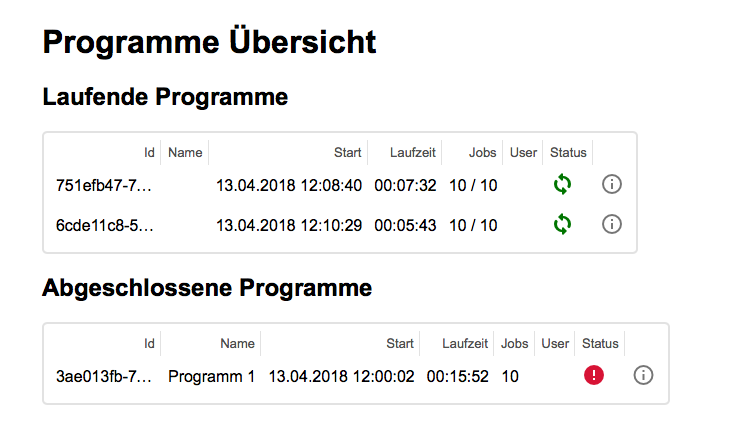 Programme Übersicht
Laufende Programme
Id Name Start Laufzeit Jobs User Status
751efb47-7… 13.04.2018 12:08:40 00:07:32 10 / 10
6cde11c8-5… 13.04.2018 12:10:29 00:05:43 10 / 10
Abgeschlossene Programme
Id Name Start Laufzeit Jobs User Status
3ae013fb-7… Programm 1 13.04.2018 12:00:02 00:15:52 10